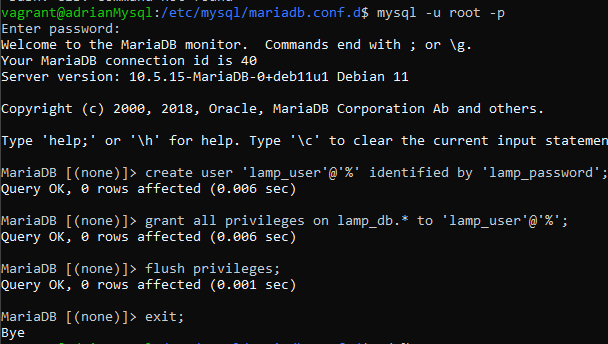 vagrant@adrianMysql:/etc/mysql/mariadb.conf.d$ mysql -u root -p
Enter password:
Welcome to the MariaDB monitor.  Commands end with ; or \g.
Your MariaDB connection id is 40
Server version: 10.5.15-MariaDB-0+deb11u1 Debian 11
Copyright (c) 2000, 2018, Oracle, MariaDB Corporation Ab and others.
Type 'help;' or '\h' for help. Type '\c' to clear the current input statemen
MariaDB [(none)]> create user 'lamp_user'@'%' identified by 'lamp_password';
Query OK, 0 rows affected (0.006 sec)
MariaDB [(none)]> grant all privileges on lamp_db.* to 'lamp_user'@'%';
Query OK, 0 rows affected (0.006 sec)
MariaDB [(none)]> flush privileges;
Query OK, 0 rows affected (0.001 sec)
MariaDB [(none)]> exit;
Bye